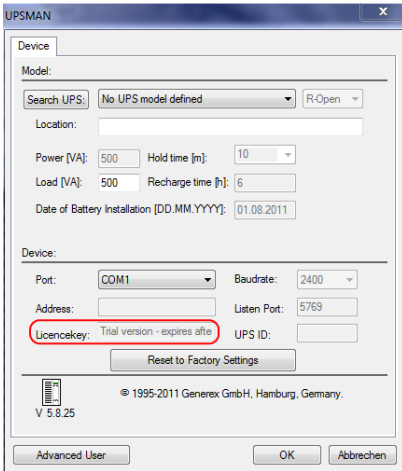 UPSMAN
x
Device
Model:
Search UPS: No UPS model defined R-Open
Location:
Power [VA]: 500 Hold time [m]: 10
Load [VA]: 500 Recharge time [h]: 6
Date of Battery Installation [DD.MM.YYYY]: 01.08.2011
Device:
Port: COM1 Baudrate: 2400
Address: Listen Port: 5769
Licencekey: Trial version - expires afte UPS ID:
Reset to Factory Settings
© 1995-2011 Generex GmbH, Hamburg, Germany.
V 5.8.25
Advanced User OK Abbrechen